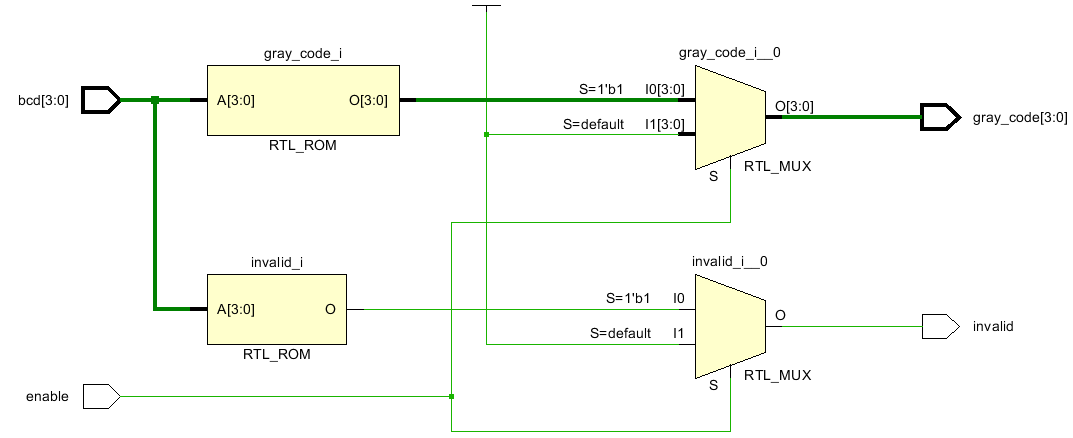 gray_code_i
gray_code_i__0
bcd[3:0]
A[3:0]
O[3:0]
S=1'b1
I0[3:0]
S=default
I1[3:0]
O[3:0]
gray_code[3:0]
RTL_ROM
S
RTL_MUX
invalid_i
invalid_i__0
A[3:0]
O
S=1'b1
I0
S=default
I1
O
invalid
RTL_ROM
S
RTL_MUX
enable